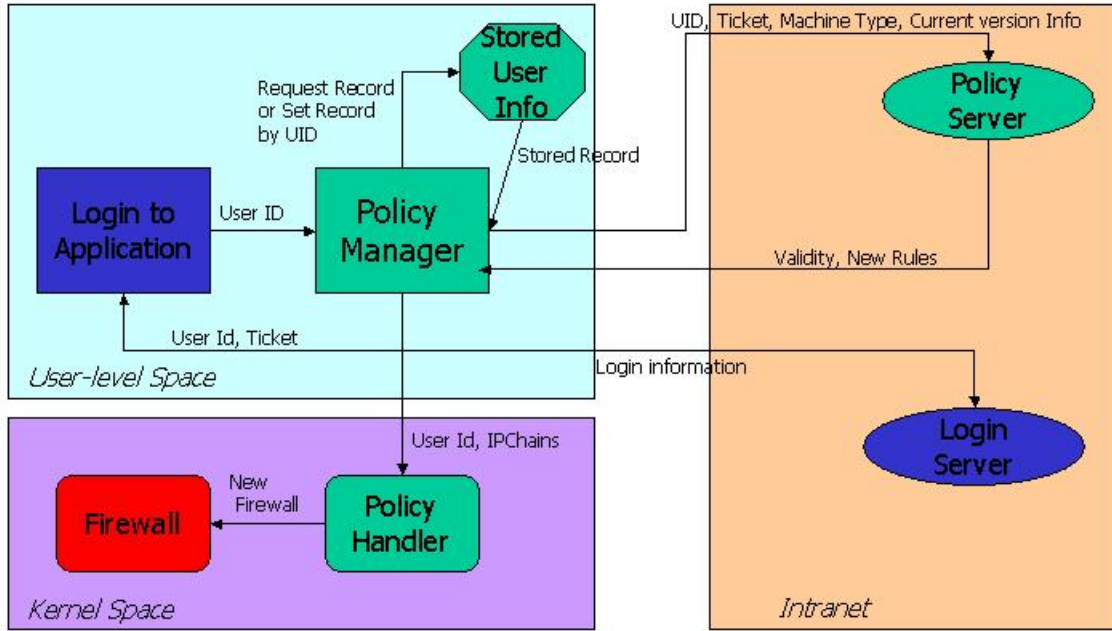 UID, Ticket, Machine Type, Current version Info
Stored
User
Info
Request Record
or Set Record
by UID
Policy
Server
Stored Record
Login to
Application
User ID
Policy
Manager
Validity, New Rules
User Id, Ticket
Login information
User-level Space
Login
Server
User Id, IPChains
New
Firewall
Firewall
Policy
Handler
Kernel Space
Intranet